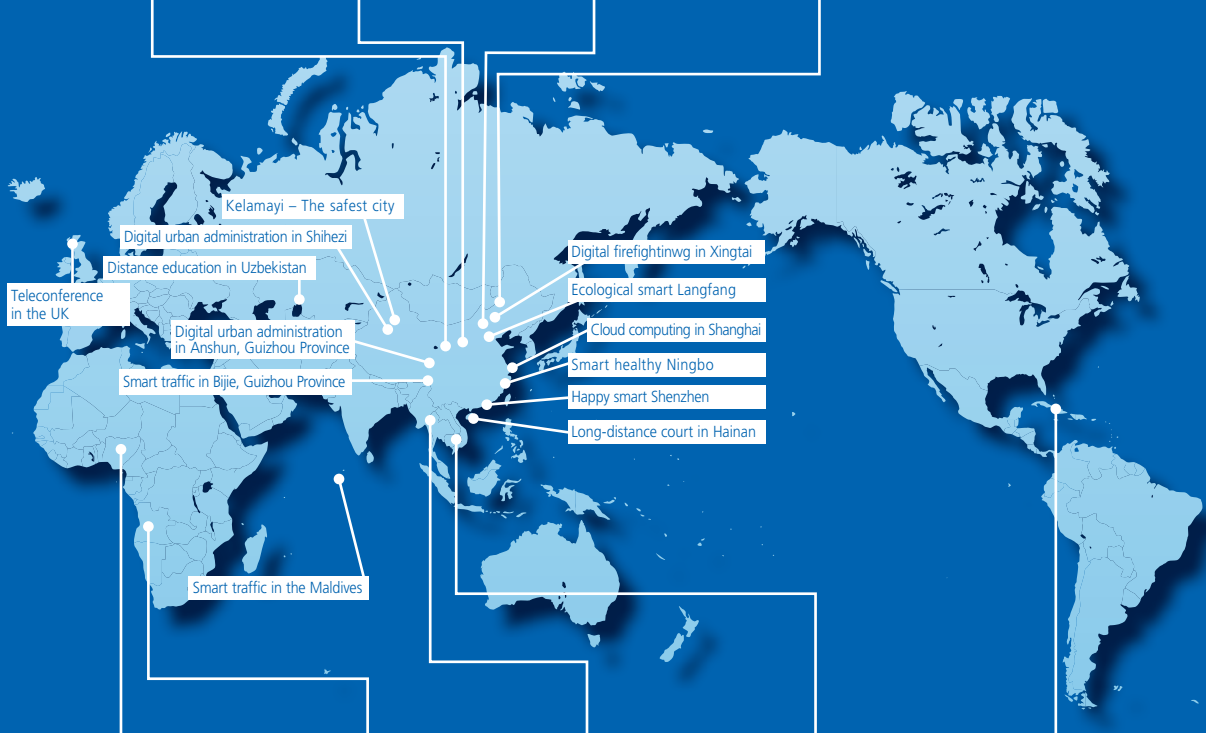 Kelamayi – The safest city
Digital urban administration in Shihezi
Distance education in Uzbekistan
Teleconference
in the UK
Digital urban administration
in Anshun, Guizhou Province
Smart traffic in Bijie, Guizhou Province
Digital firefightinwg in Xingtai
Ecological smart Langfang
Cloud computing in Shanghai
Smart healthy Ningbo
Happy smart Shenzhen
Long-distance court in Hainan
Smart traffic in the Maldives